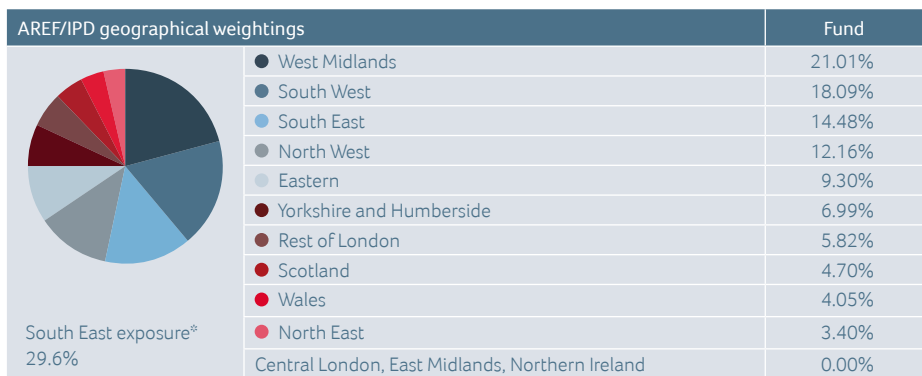 AREF/IPD geographical weightings Fund
West Midlands 21.01%
South West 18.09%
South East 14.48%
North West 12.16%
Eastern 9.30%
Yorkshire and Humberside 6.99%
Rest of London 5.82%
Scotland 4.70%
Wales 4.05%
North East 3.40%
Central London, East Midlands, Northern Ireland 0.00%
South East exposure*
29.6%